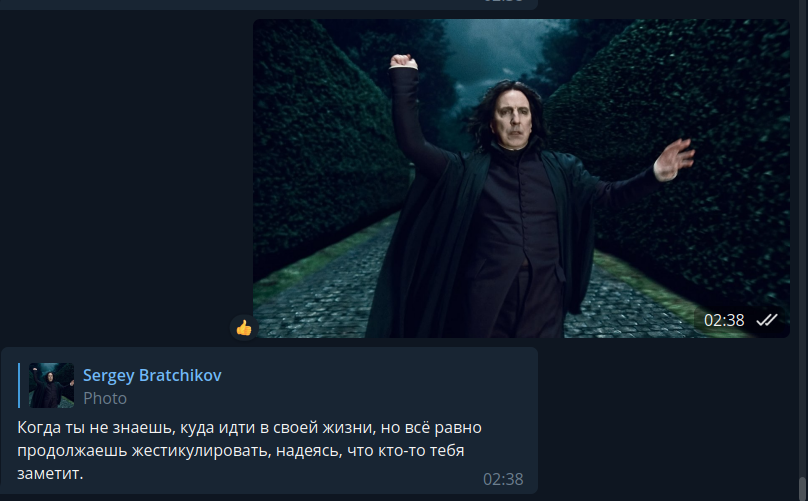 02:38
Sergey Bratchikov
Photo
Когда ты не знаешь, куда идти в своей жизни, но всё равно
продолжаешь жестикулировать, надеясь, что кто-то тебя
заметит.
02:38